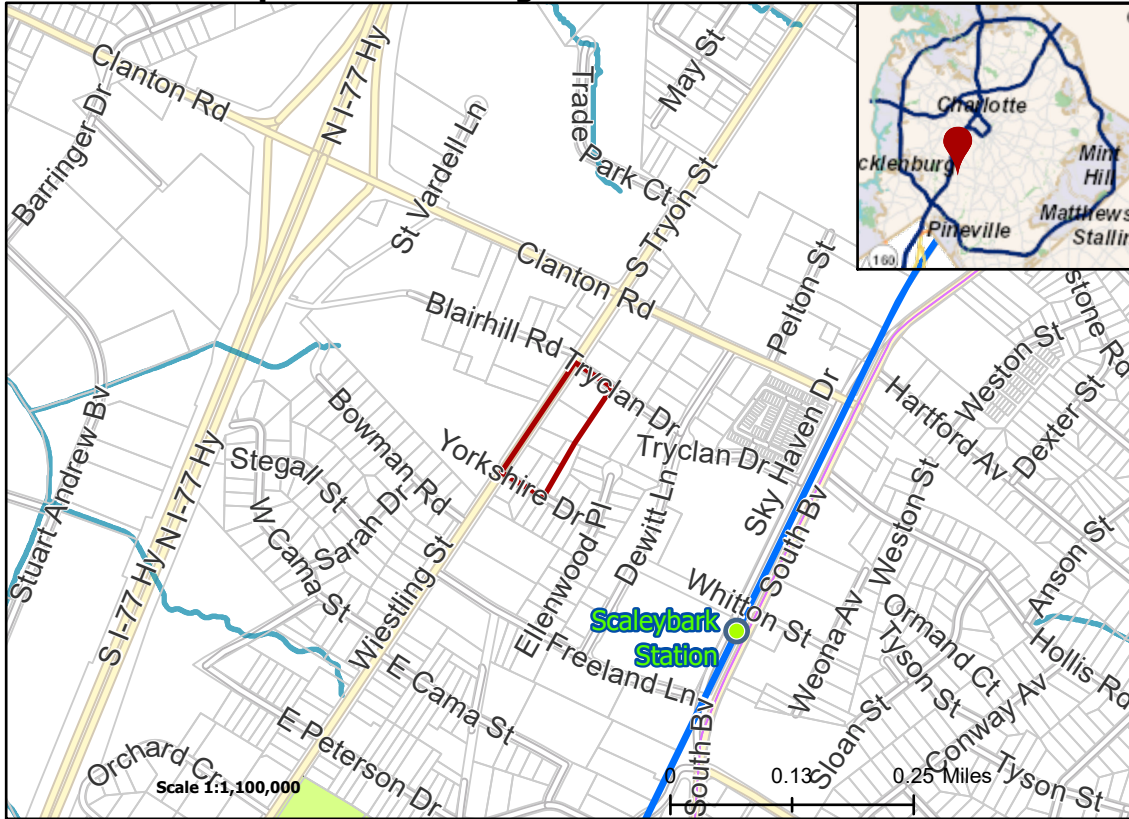 Clanton Rd
Barringer Dr
N I-77 Hy
St Vardell Ln
Trade
Park Ct
May St
S Tryon St
Clanton Rd
Pelton St
Blairhill Rd
Tryclan Dr
Tryclan Dr
Sky Haven Dr
Hartford Av
Weston St
Dexter St
stone Rd
Stuart Andrew Bv
N I-77 Hy
S I-77 Hy
Bowman Rd
Stegall St
Sarah Dr
W Cama St
Yorkshire Dr
Ellenwood Pl
Dewitt Ln
Wiestling St
South Bv
Weston St
Anson St
Whitton St
Scaleybark
Station
Weona Av
Ormand Ct
Tyson St
Hollis Rd
Freeland Ln
E Cama St
E Peterson Dr
Sloan St
Conway Av
Tyson St
South Bv
Orchard Cr
Scale 1:1,100,000
0 0.13 0.25 Miles
Charlotte
cklenburg
Mint
Hill
Matthews
Stallin
Pineville
160